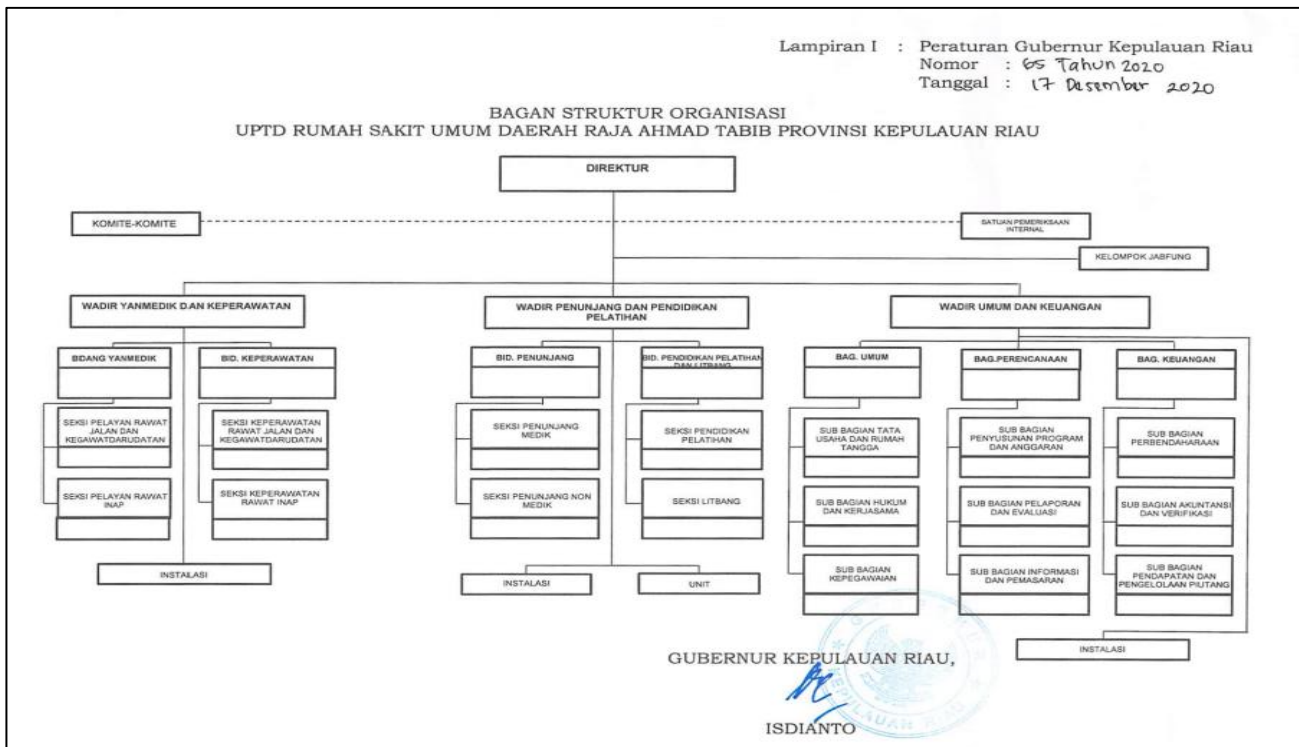 Lampiran I : Peraturan Gubernur Kepulauan Riau
Nomor : 65 Tahun 2020
Tanggal : 17 Desember 2020
BAGAN STRUKTUR ORGANISASI
UPTD RUMAH SAKIT UMUM DAERAH RAJA AHMAD TABIB PROVINSI KEPULAUAN RIAU
DIREKTUR
KOMITE-KOMITE
SATUAN PEMERIKSAAN
INTERNAL
KELOMPOK JABFUNG
WADIR YANMEDIK DAN KEPERAWATAN
WADIR PENUNJANG DAN PENDIDIKAN
PELATIHAN
WADIR UMUM DAN KEUANGAN
BDANG YANMEDIK
BID. KEPERAWATAN
BID. PENUNJANG
BID. PENDIDIKAN PELATIHAN
DAN LITBANG
BAG. UMUM
BAG.PERENCANAAN
BAG. KEUANGAN
SEKSI PELAYAN RAWAT
JALAN DAN
KEGAWATDARUDATAN
SEKSI KEPERAWATAN
RAWAT JALAN DAN
KEGAWATDARUDATAN
SEKSI PENUNJANG
MEDIK
SEKSI PENDIDIKAN
PELATIHAN
SUB BAGIAN TATA
USAHA DAN RUMAH
TANGGA
SUB BAGIAN
PENYUSUNAN PROGRAM
DAN ANGGARAN
SUB BAGIAN
PERBENDAHARAAN
SEKSI PELAYAN RAWAT
INAP
SEKSI KEPERAWATAN
RAWAT INAP
SEKSI PENUNJANG NON
MEDIK
SEKSI LITBANG
SUB BAGIAN HUKUM
DAN KERJASAMA
SUB BAGIAN PELAPORAN
DAN EVALUASI
SUB BAGIAN AKUNTANSI
DAN VERIFIKASI
INSTALASI
INSTALASI
UNIT
SUB BAGIAN
KEPEGAWAIAN
SUB BAGIAN INFORMASI
DAN PEMASARAN
SUB BAGIAN
PENDAPATAN DAN
PENGELOLAAN PIUTANG
INSTALASI
GUBERNUR KEPULAUAN RIAU,
GUBERNUR
KEPULAUAN RIAU
ISDIANTO